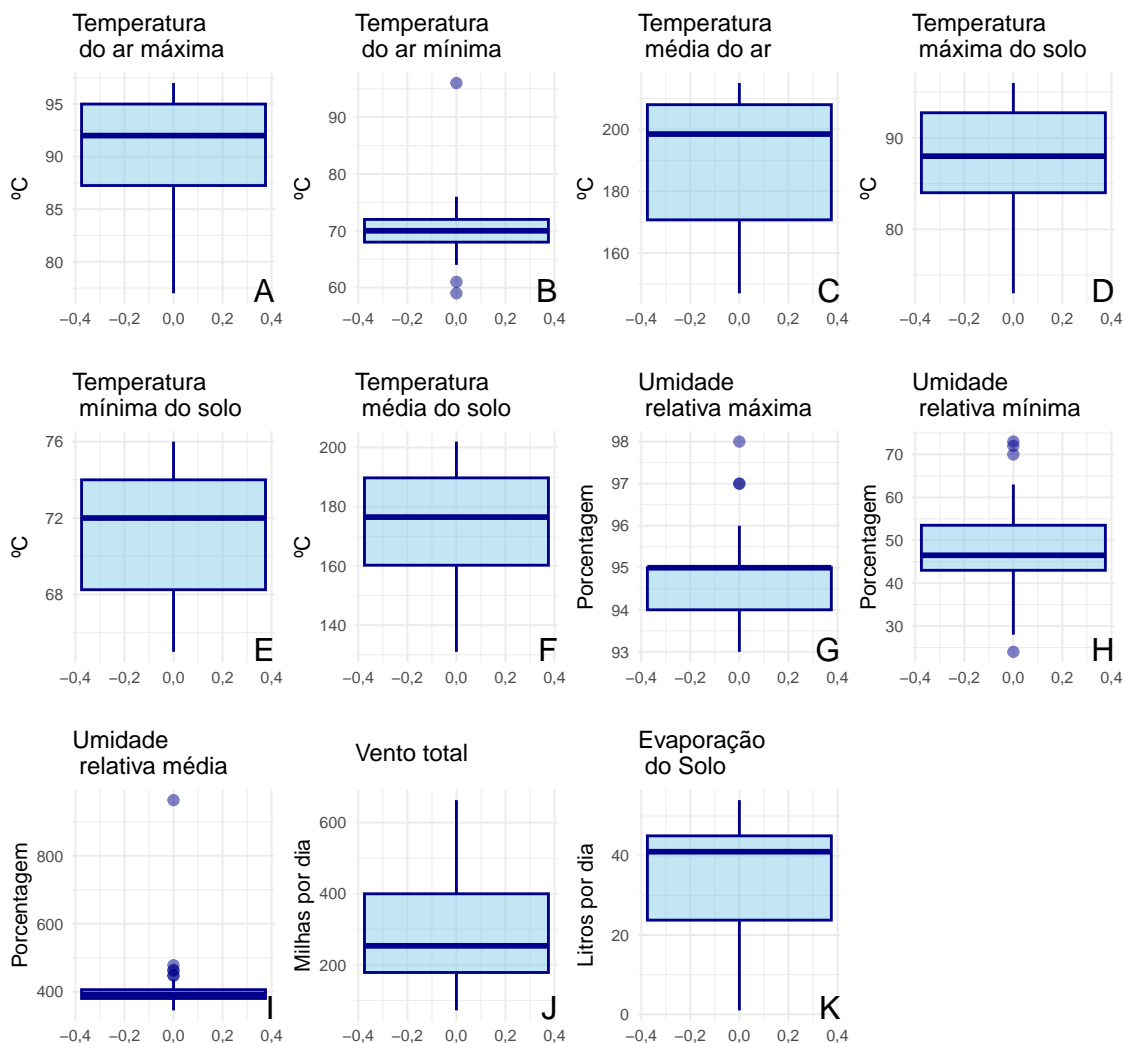 Temperatura
do ar máxima
ºC
95
90
85
80
−0,4 −0,2 0,0 0,2 0,4
A
Temperatura
do ar mínima
ºC
90
80
70
60
−0,4 −0,2 0,0 0,2 0,4
B
Temperatura
média do ar
ºC
200
180
160
−0,4 −0,2 0,0 0,2 0,4
C
Temperatura
máxima do solo
ºC
90
80
−0,4 −0,2 0,0 0,2 0,4
D
Temperatura
mínima do solo
ºC
76
72
68
−0,4 −0,2 0,0 0,2 0,4
E
Temperatura
média do solo
ºC
200
180
160
140
−0,4 −0,2 0,0 0,2 0,4
F
Umidade
relativa máxima
Porcentagem
98
97
96
95
94
93
−0,4 −0,2 0,0 0,2 0,4
G
Umidade
relativa mínima
Porcentagem
70
60
50
40
30
−0,4 −0,2 0,0 0,2 0,4
H
Umidade
relativa média
Porcentagem
800
600
400
−0,4 −0,2 0,0 0,2 0,4
I
Vento total
Milhas por dia
600
400
200
−0,4 −0,2 0,0 0,2 0,4
J
Evaporação
do Solo
Litros por dia
40
20
0
−0,4 −0,2 0,0 0,2 0,4
K